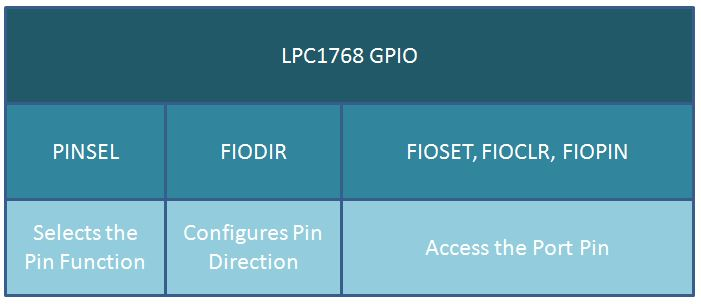 LPC1768 GPIO
PINSEL
FIODIR
FIOSET, FIOCLR, FIOPIN
Selects the
Pin Function
Configures Pin
Direction
Access the Port Pin